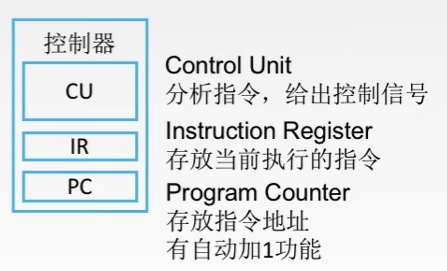 控制器
CU
IR
PC
Control Unit
分析指令，给出控制信号
Instruction Register
存放当前执行的指令
Program Counter
存放指令地址
有自动加1功能